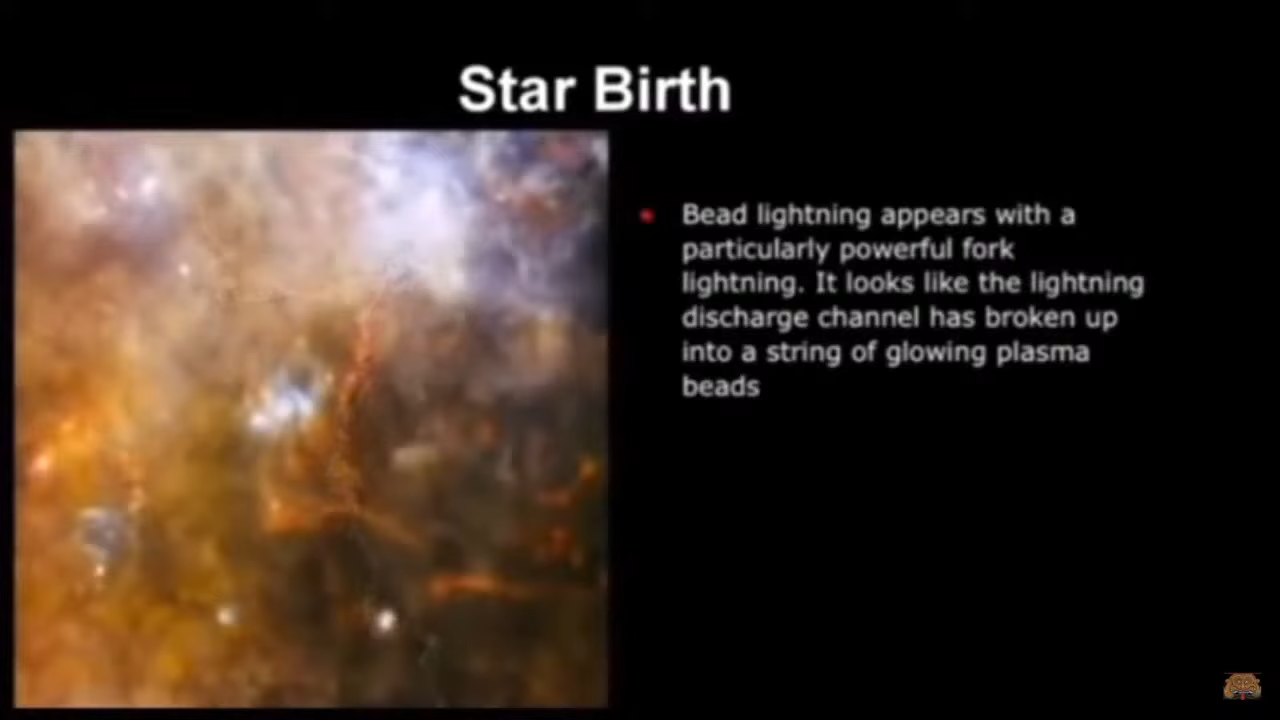 Star Birth
Bead lightning appears with a
particularly powerful fork
lightning. It looks like the lightning
discharge channel has broken up
into a string of glowing plasma
beads